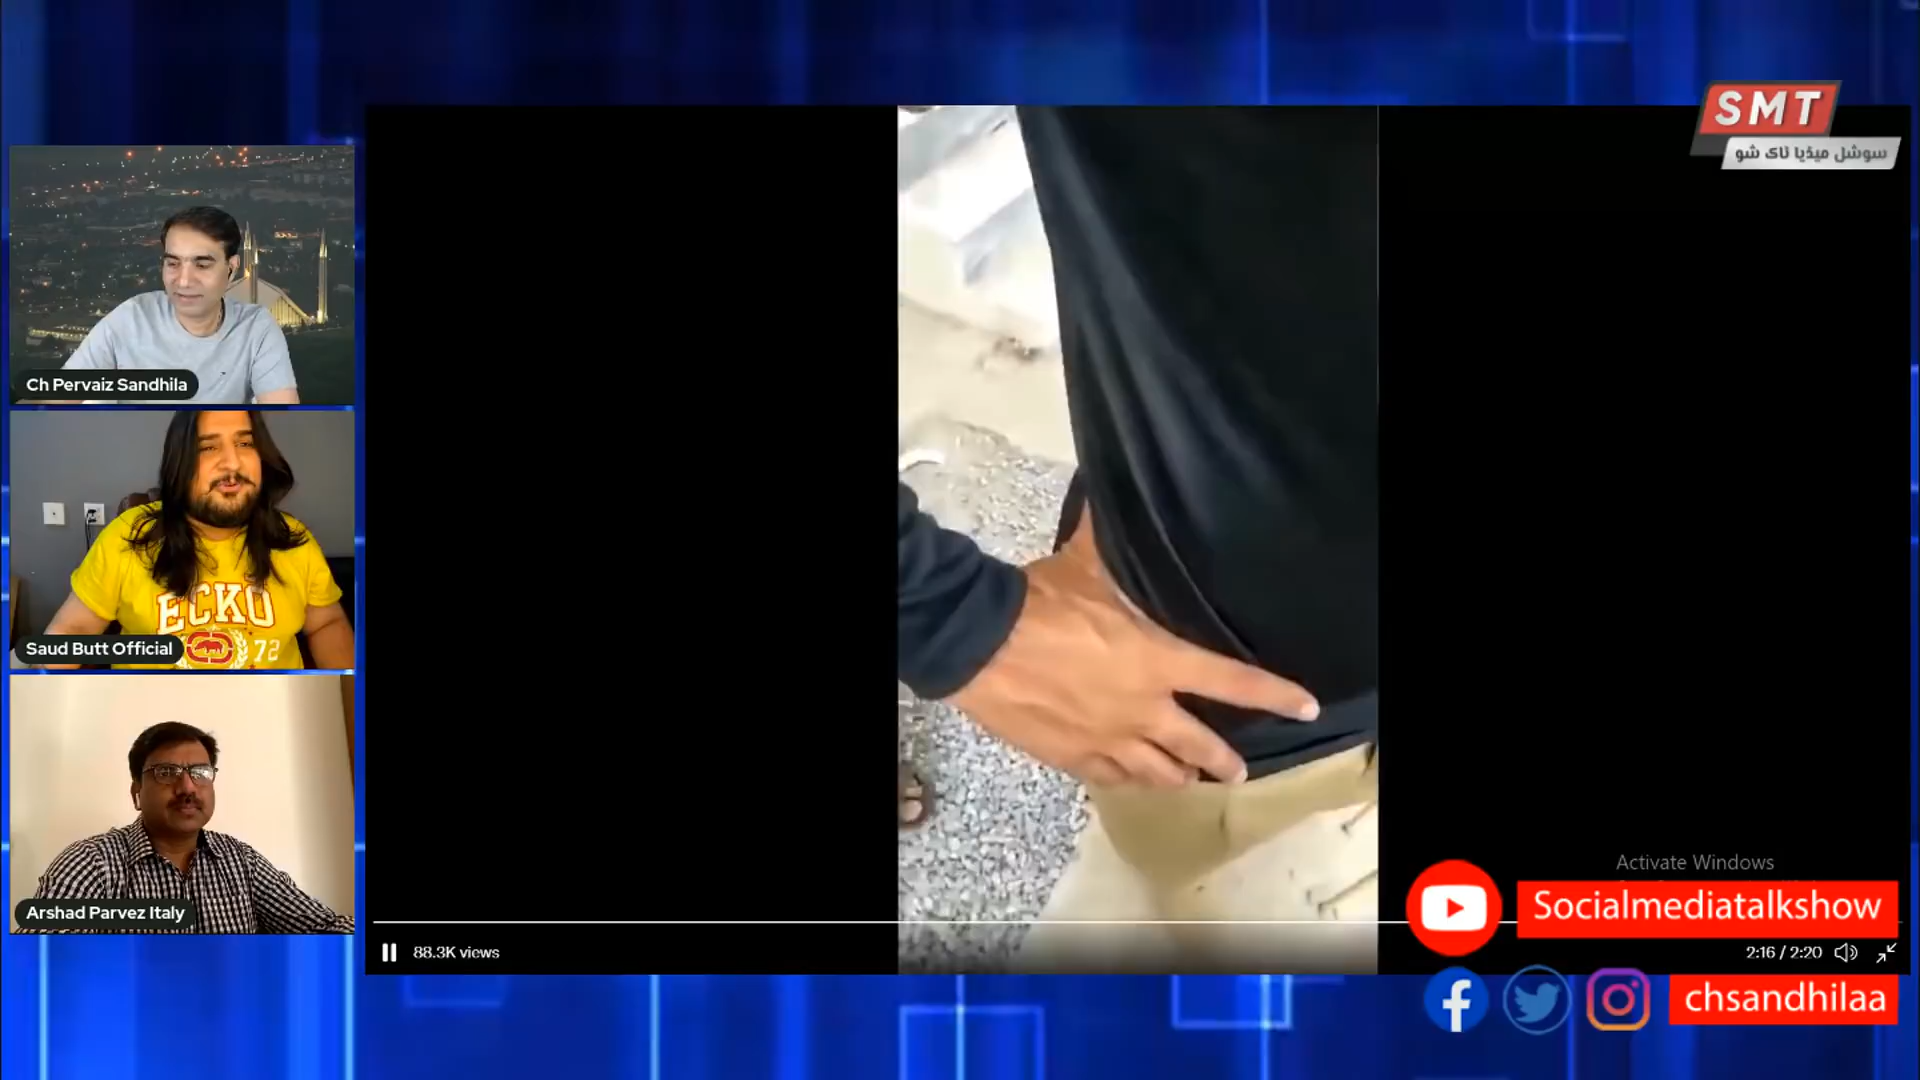 SMT
سوشل میڈیا ٹاک شو
Ch Pervaiz Sandhila
ECKO
72
Saud Butt Official
Arshad Parvez Italy
Activate Windows
Socialmediatalkshow
88.3K views
2:16 / 2:20
chsandhilaa